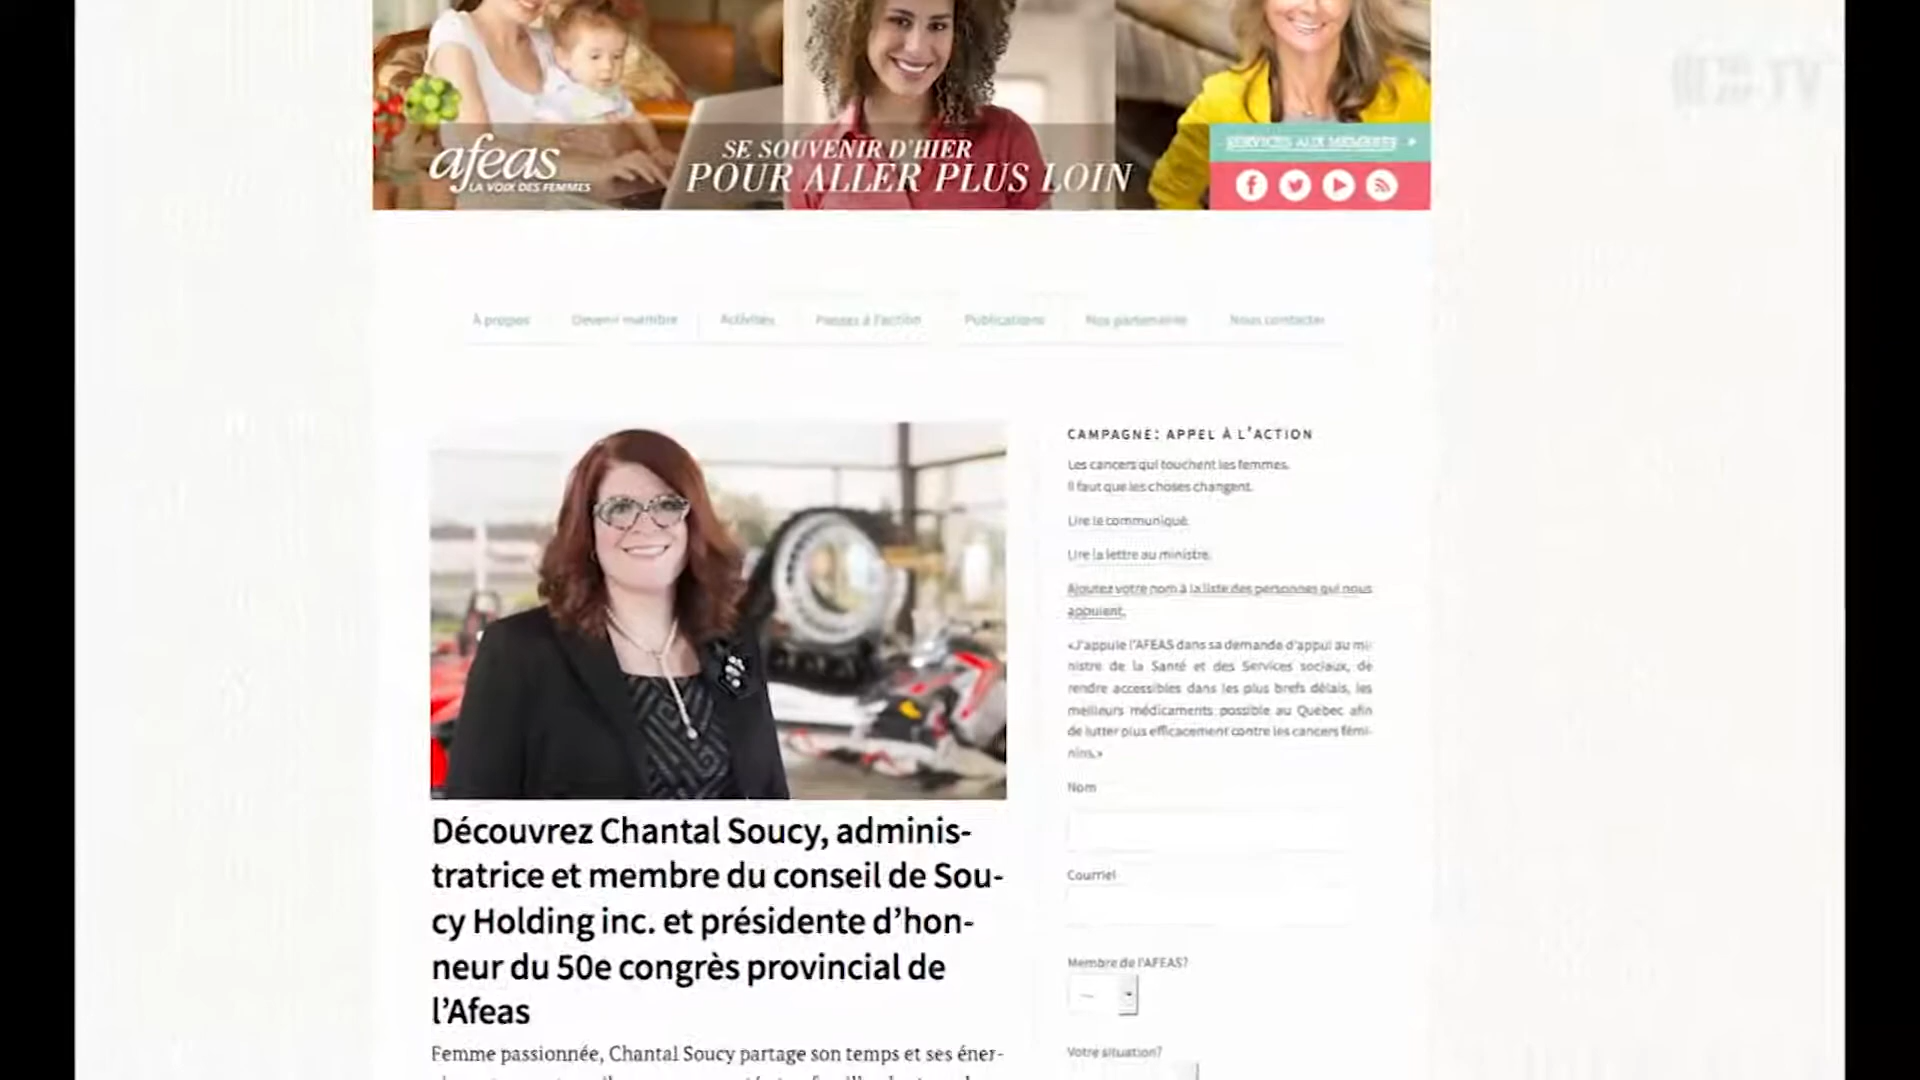 afeas
LA VOIX DES FEMMES
SE SOUVENIR D'HIER
POUR ALLER PLUS LOIN
SERVICES AUX MEMBRES
À propos
Devenir membre
Activités
Passez à l'action
Publications
Nos partenaires
Nous contacter
Découvrez Chantal Soucy, adminis-
tratrice et membre du conseil de Sou-
cy Holding inc. et présidente d'hon-
neur du 50e congrès provincial de
l'Afeas
Femme passionnée, Chantal Soucy partage son temps et ses éner-
CAMPAGNE: APPEL À L'ACTION
Les cancers qui touchent les femmes.
Il faut que les choses changent.
Lire le communiqué.
Lire la lettre au ministre.
Ajoutez votre nom à la liste des personnes qui nous
appuient.
«J'appuie l'AFEAS dans sa demande d'appui au mi-
nistre de la Santé et des Services sociaux, de
rendre accessibles dans les plus brefs délais, les
meilleurs médicaments possible au Québec afin
de lutter plus efficacement contre les cancers fémi-
nins.»
Nom
Courriel
Membre de l'AFEAS?
Votre situation?